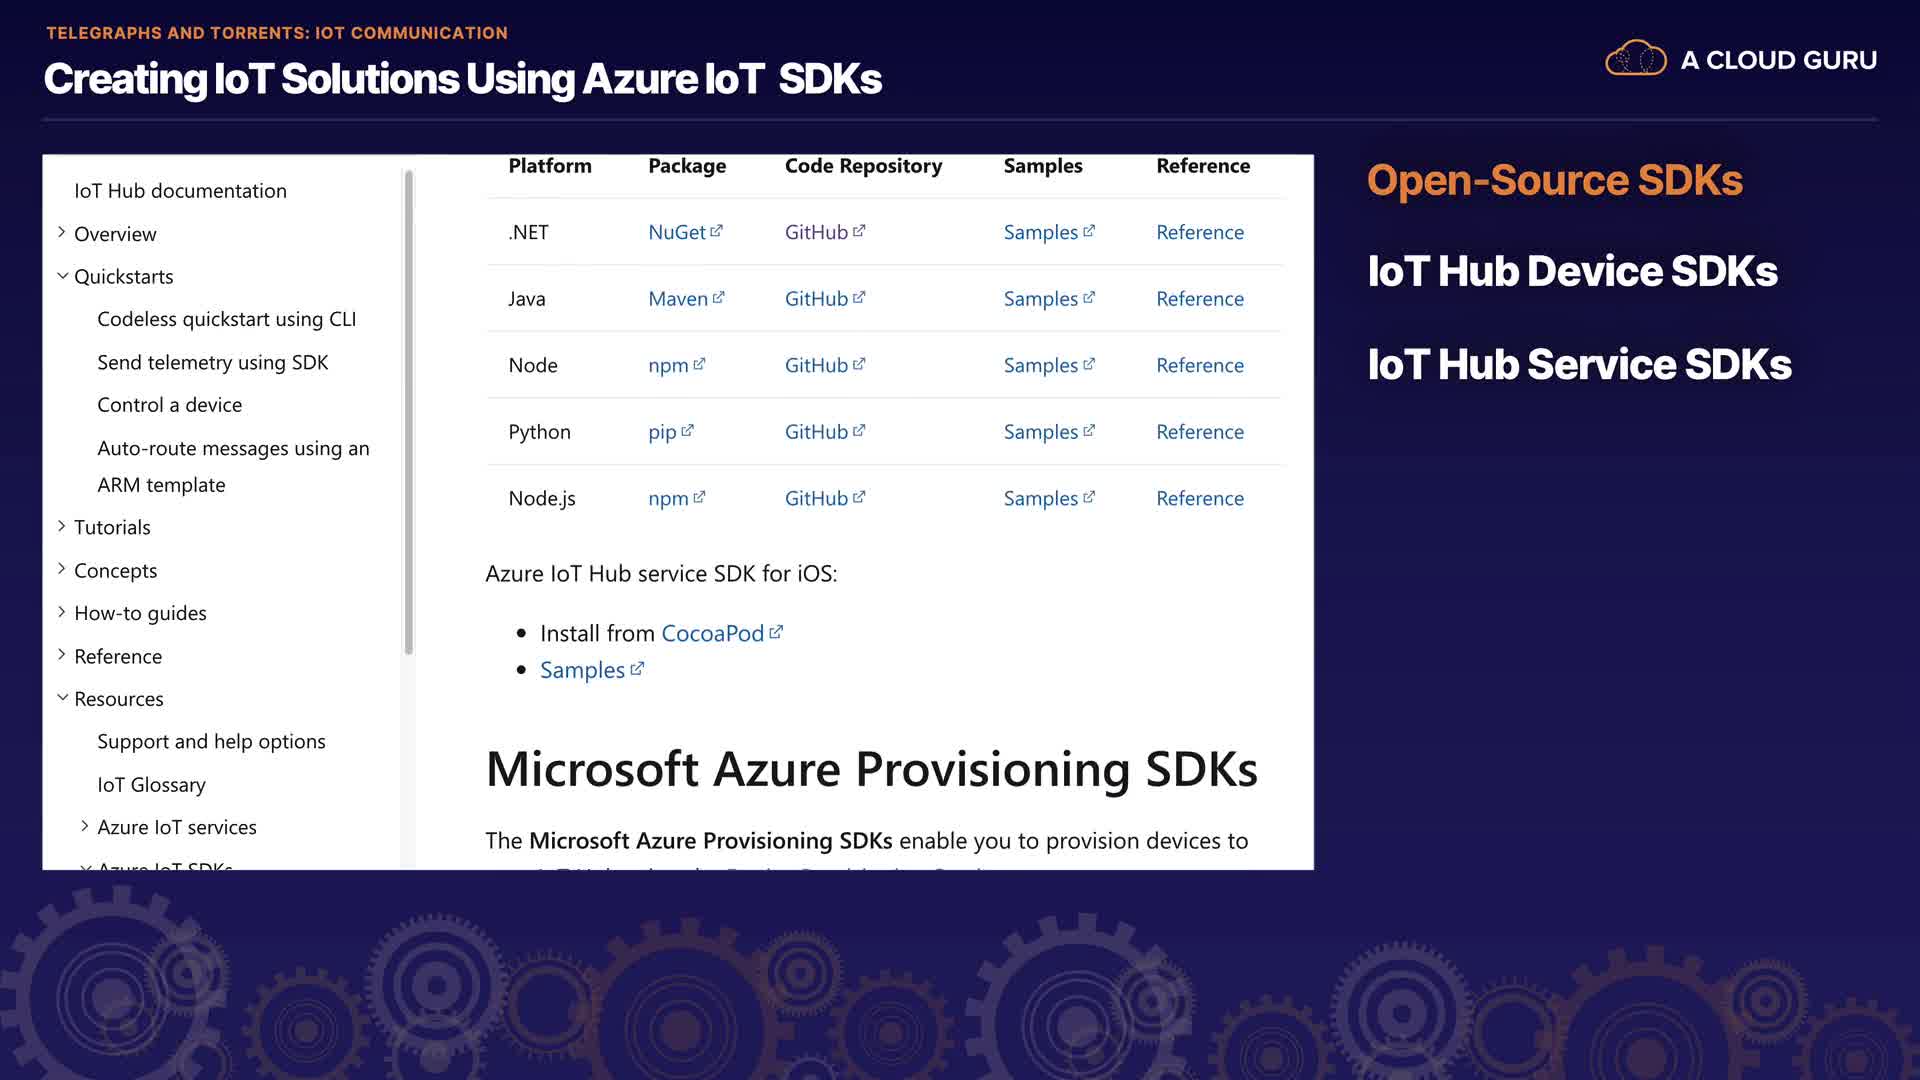 TELEGRAPHS AND TORRENTS: IOT COMMUNICATION
Creating IoT Solutions Using Azure IoT SDKs
A CLOUD GURU
IoT Hub documentation
Overview
Quickstarts
Codeless quickstart using CLI
Send telemetry using SDK
Control a device
Auto-route messages using an
ARM template
Tutorials
Concepts
How-to guides
Reference
Resources
Support and help options
IoT Glossary
Azure IoT services
Azure IoT SDKs
Platform Package Code Repository Samples Reference
.NET NuGet GitHub Samples Reference
Java Maven GitHub Samples Reference
Node npm GitHub Samples Reference
Python pip GitHub Samples Reference
Node.js npm GitHub Samples Reference
Azure IoT Hub service SDK for iOS:
• Install from CocoaPod
• Samples
Microsoft Azure Provisioning SDKs
The Microsoft Azure Provisioning SDKs enable you to provision devices to
Open-Source SDKs
IoT Hub Device SDKs
IoT Hub Service SDKs